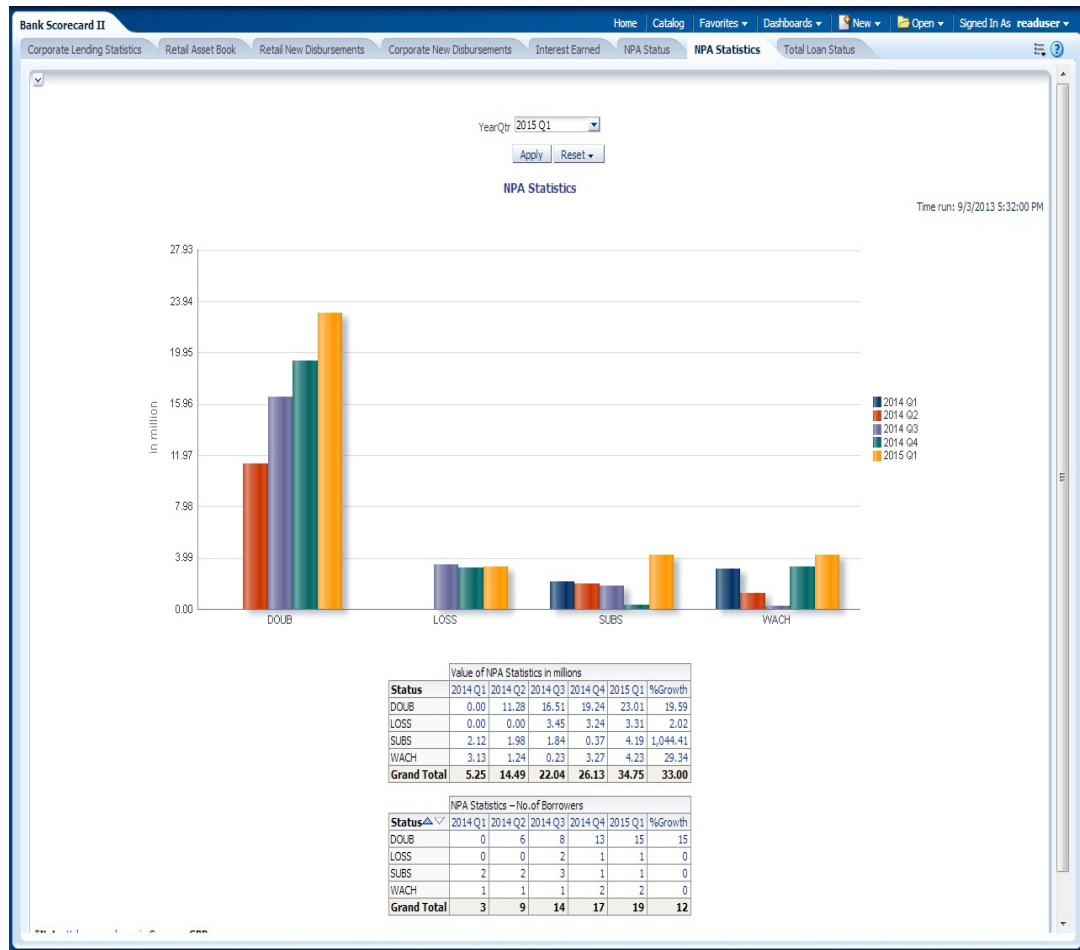 Bank Scorecard II
Home Catalog Favorites Dashboards New Open Signed In As readuser
Corporate Lending Statistics Retail Asset Book Retail New Disbursements Corporate New Disbursements Interest Earned NPA Status NPA Statistics Total Loan Status
YearQtr 2015 Q1
Apply Reset
NPA Statistics
Time run: 9/3/2013 5:32:00 PM
27.93
23.94
19.95
15.96
11.97
7.98
3.99
0.00
in million
DOUB LOSS SUBS WACH
2014 Q1
2014 Q2
2014 Q3
2014 Q4
2015 Q1
Value of NPA Statistics in millions
Status 2014 Q1 2014 Q2 2014 Q3 2014 Q4 2015 Q1 %Growth
DOUB 0.00 11.28 16.51 19.24 23.01 19.59
LOSS 0.00 0.00 3.45 3.24 3.31 2.02
SUBS 2.12 1.98 1.84 0.37 4.19 1,044.41
WACH 3.13 1.24 0.23 3.27 4.23 29.34
Grand Total 5.25 14.49 22.04 26.13 34.75 33.00
NPA Statistics – No.of Borrowers
Status 2014 Q1 2014 Q2 2014 Q3 2014 Q4 2015 Q1 %Growth
DOUB 0 6 8 13 15 15
LOSS 0 0 2 1 1 0
SUBS 2 2 3 1 1 0
WACH 1 1 1 2 2 0
Grand Total 3 9 14 17 19 12